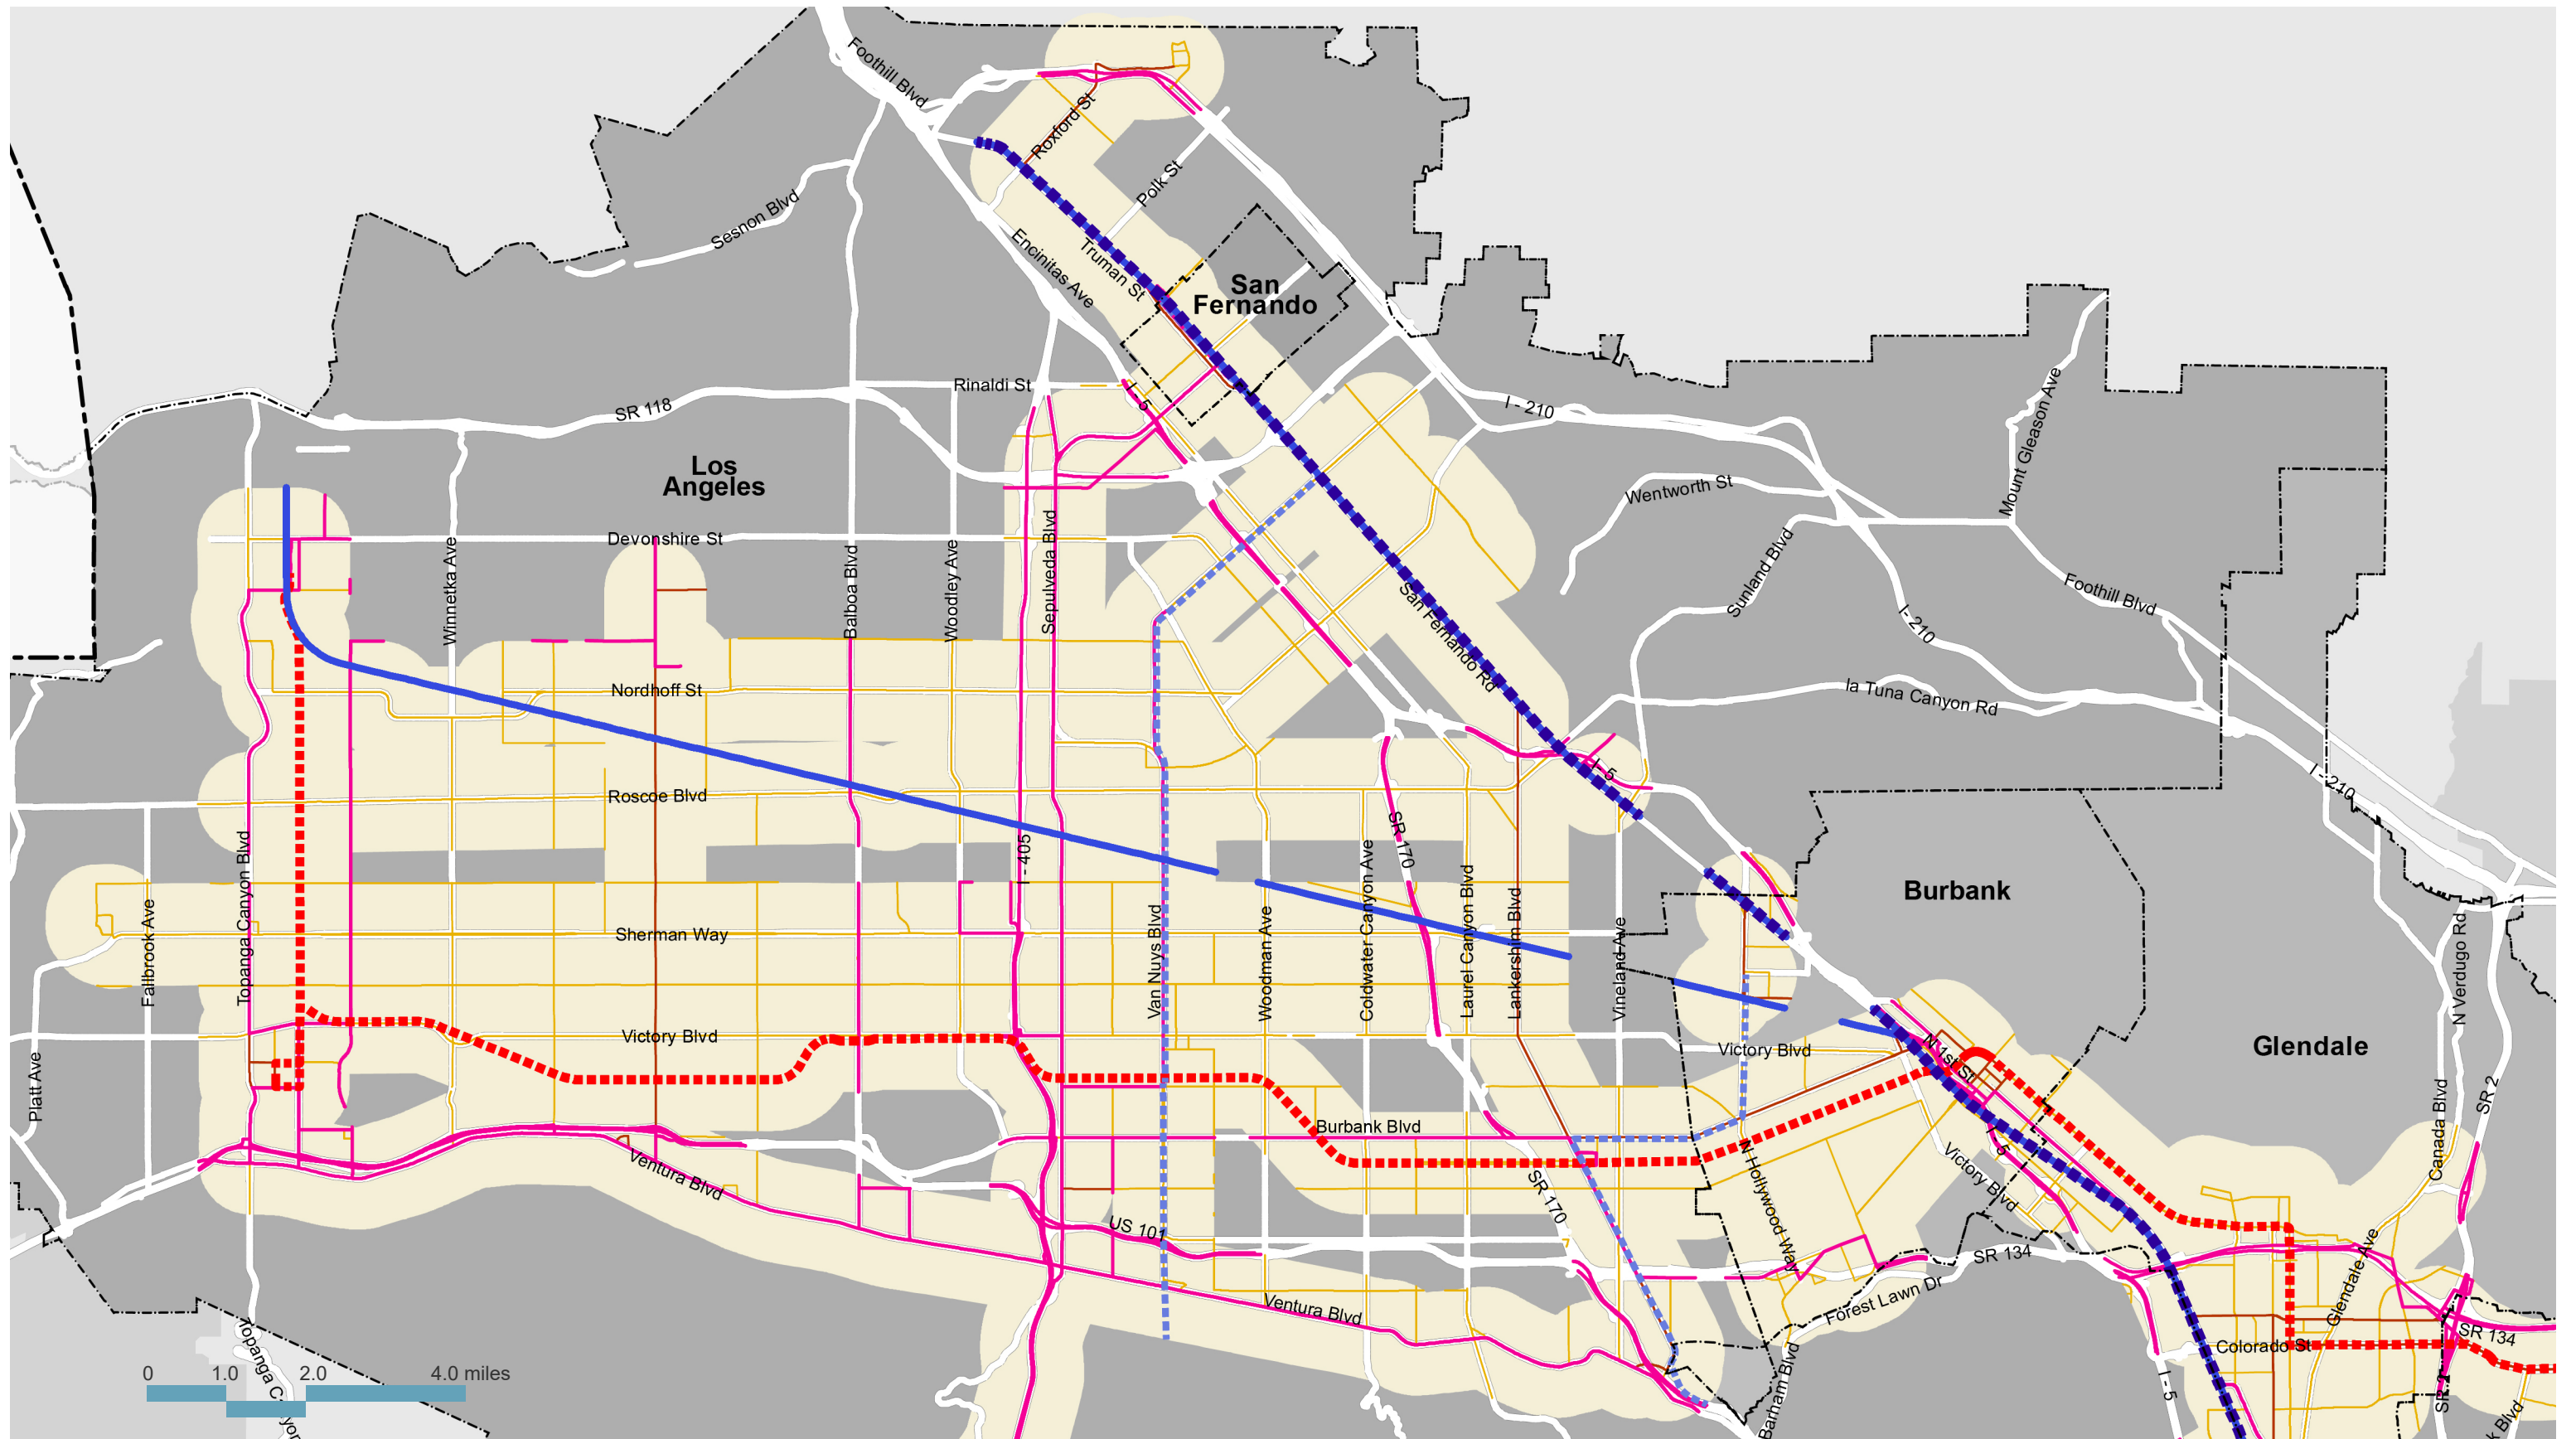 Foothill Blvd
Roxford St
Polk St
Sesnon Blvd
Encinitas Ave
Truman St
San
Fernando
Rinaldi St
I - 5
SR 118
I - 210
Mount Gleason Ave
Los
Angeles
Wentworth St
Devonshire St
Winnetka Ave
Balboa Blvd
Woodley Ave
Sepulveda Blvd
San Fernando Rd
Sunland Blvd
I - 210
Foothill Blvd
Nordhoff St
la Tuna Canyon Rd
Roscoe Blvd
I - 5
I - 210
Topanga Canyon Blvd
I - 405
SR 170
Fallbrook Ave
Sherman Way
Van Nuys Blvd
Woodman Ave
Coldwater Canyon Ave
Laurel Canyon Blvd
Lankershim Blvd
Vineland Ave
Burbank
N Verdugo Rd
Victory Blvd
Victory Blvd
N 1st St
Glendale
Platt Ave
Burbank Blvd
I - 5
Canada Blvd
SR 2
Ventura Blvd
SR 170
N Hollywood Way
Victory Blvd
US 101
SR 134
Glendale Ave
Forest Lawn Dr
Ventura Blvd
Colorado St
SR 134
Barham Blvd
I - 5
SR 2
k Blvd
0 1.0 2.0 4.0 miles